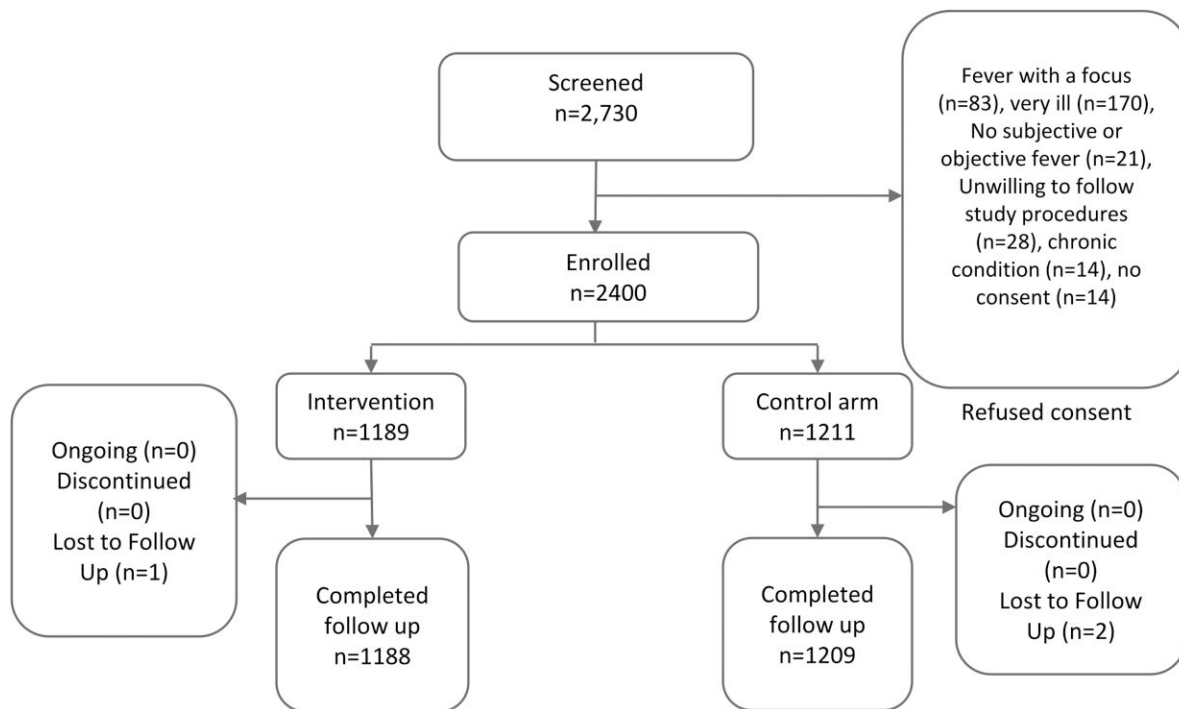 Screened
n=2,730
Fever with a focus
(n=83), very ill (n=170),
No subjective or
objective fever (n=21),
Unwilling to follow
study procedures
(n=28), chronic
condition (n=14), no
consent (n=14)
Enrolled
n=2400
Intervention
n=1189
Control arm
n=1211
Refused consent
Ongoing (n=0)
Discontinued
(n=0)
Lost to Follow
Up (n=1)
Ongoing (n=0)
Discontinued
(n=0)
Lost to Follow
Up (n=2)
Completed
follow up
n=1188
Completed
follow up
n=1209